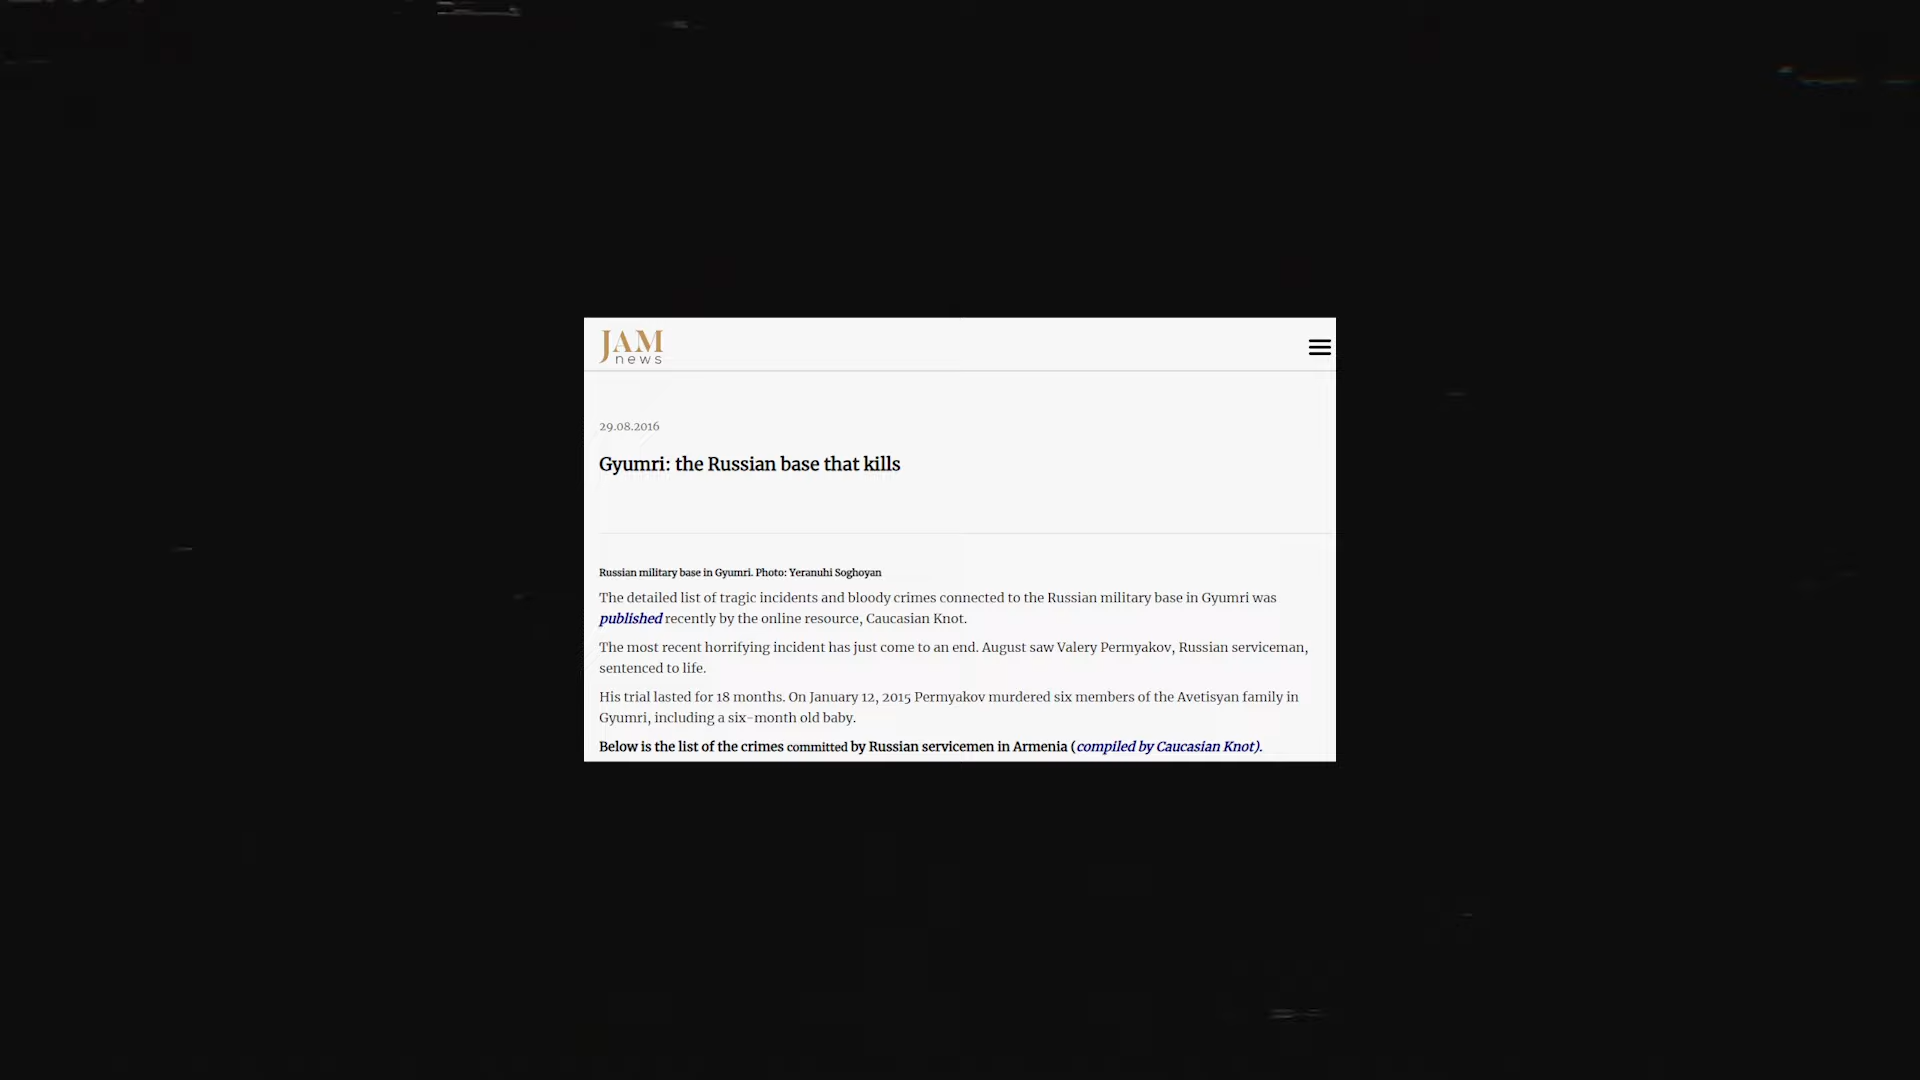 JAM
news
29.08.2016
Gyumri: the Russian base that kills
Russian military base in Gyumri. Photo: Yeranuhi Soghoyan
The detailed list of tragic incidents and bloody crimes connected to the Russian military base in Gyumri was
published recently by the online resource, Caucasian Knot.
The most recent horrifying incident has just come to an end. August saw Valery Permyakov, Russian serviceman,
sentenced to life.
His trial lasted for 18 months. On January 12, 2015 Permyakov murdered six members of the Avetisyan family in
Gyumri, including a six-month old baby.
Below is the list of the crimes committed by Russian servicemen in Armenia (compiled by Caucasian Knot).